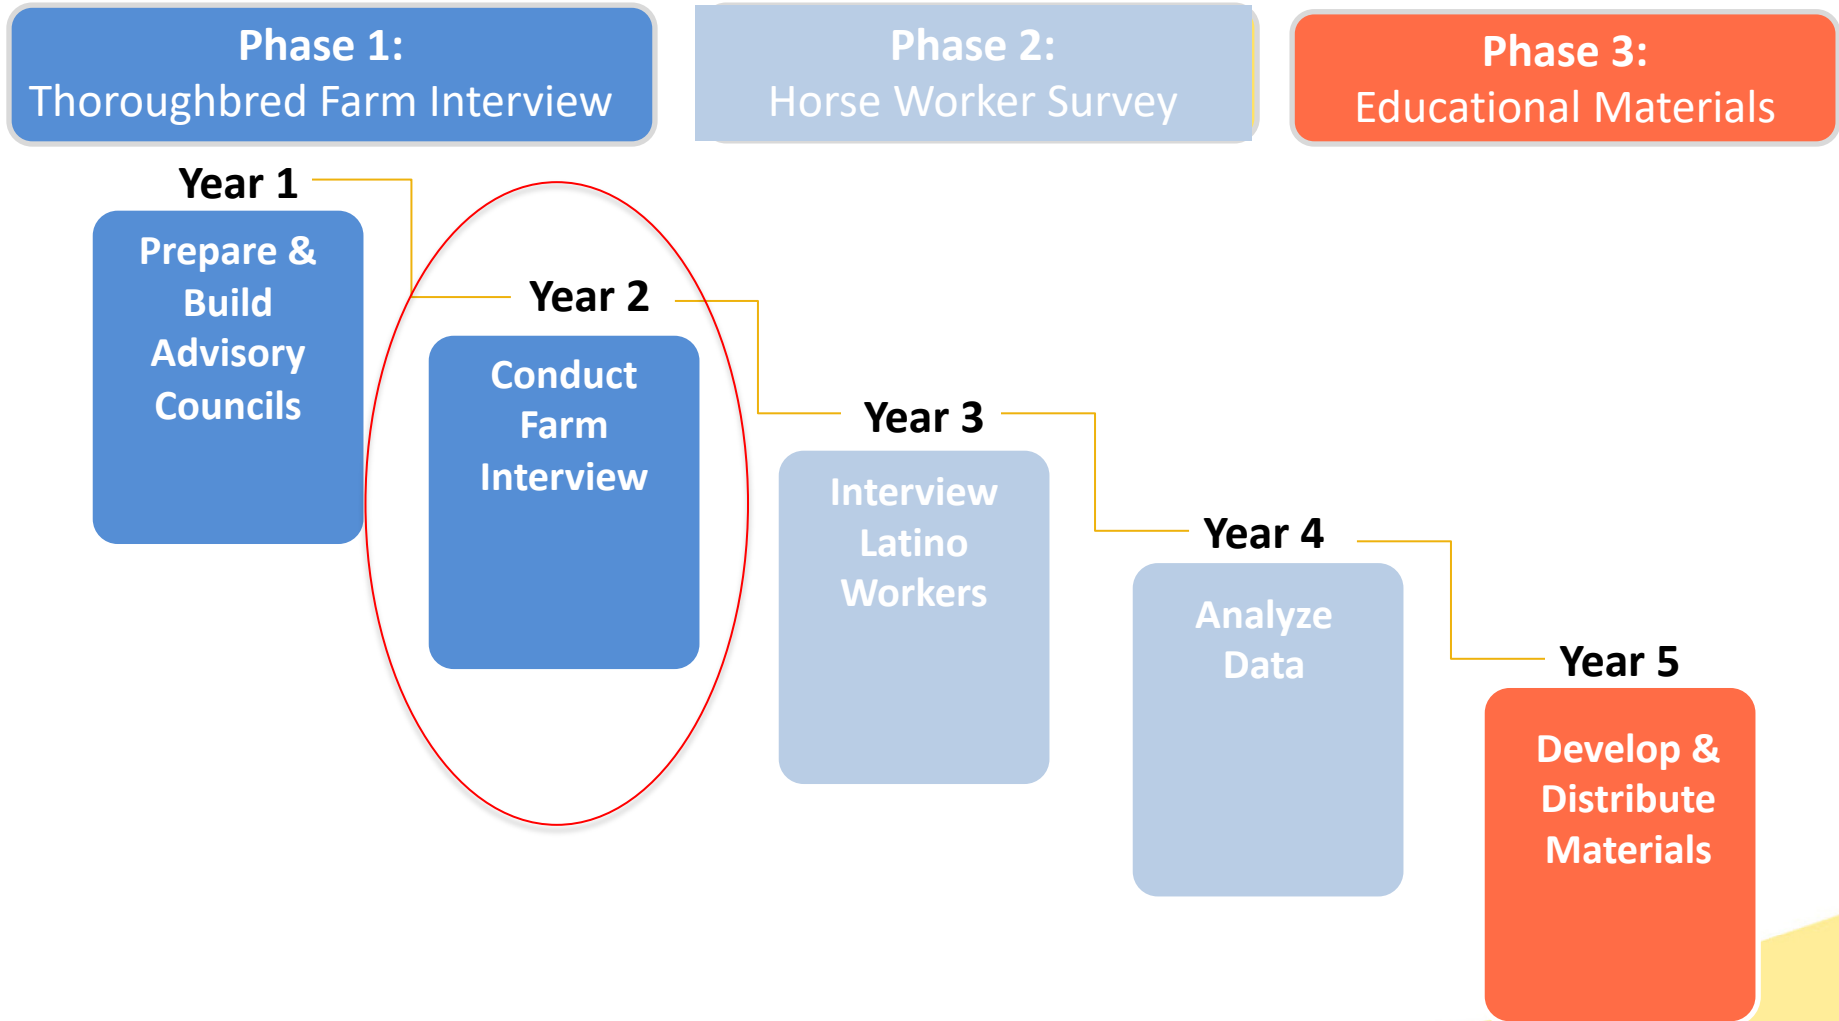 Phase 1:
Thoroughbred Farm Interview
Phase 2:
Horse Worker Survey
Phase 3:
Educational Materials
Year 1
Prepare &
Build
Advisory
Councils
Year 2
Conduct
Farm
Interview
Year 3
Interview
Latino
Workers
Year 4
Analyze
Data
Year 5
Develop &
Distribute
Materials